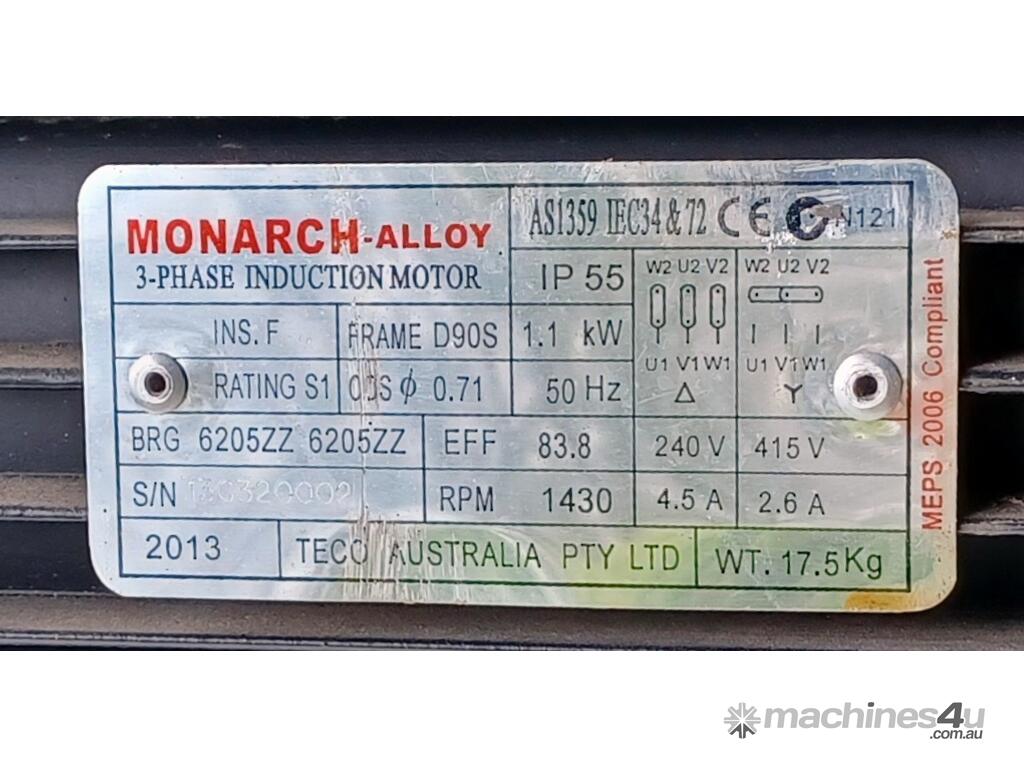 MONARCH-ALLOY
3-PHASE INDUCTION MOTOR
AS1359 IEC34 & 72 CE N121
IP 55
W2 U2 V2
U1 V1 W1
Δ
W2 U2 V2
U1 V1 W1
Y
INS. F
FRAME D90S
1.1 kW
RATING S1
COS φ 0.71
50 Hz
BRG 6205ZZ 6205ZZ
EFF 83.8
240 V
415 V
S/N
RPM 1430
4.5 A
2.6 A
2013
TECO AUSTRALIA PTY LTD
WT. 17.5Kg
MEPS 2006 Compliant
machines4u
.com.au